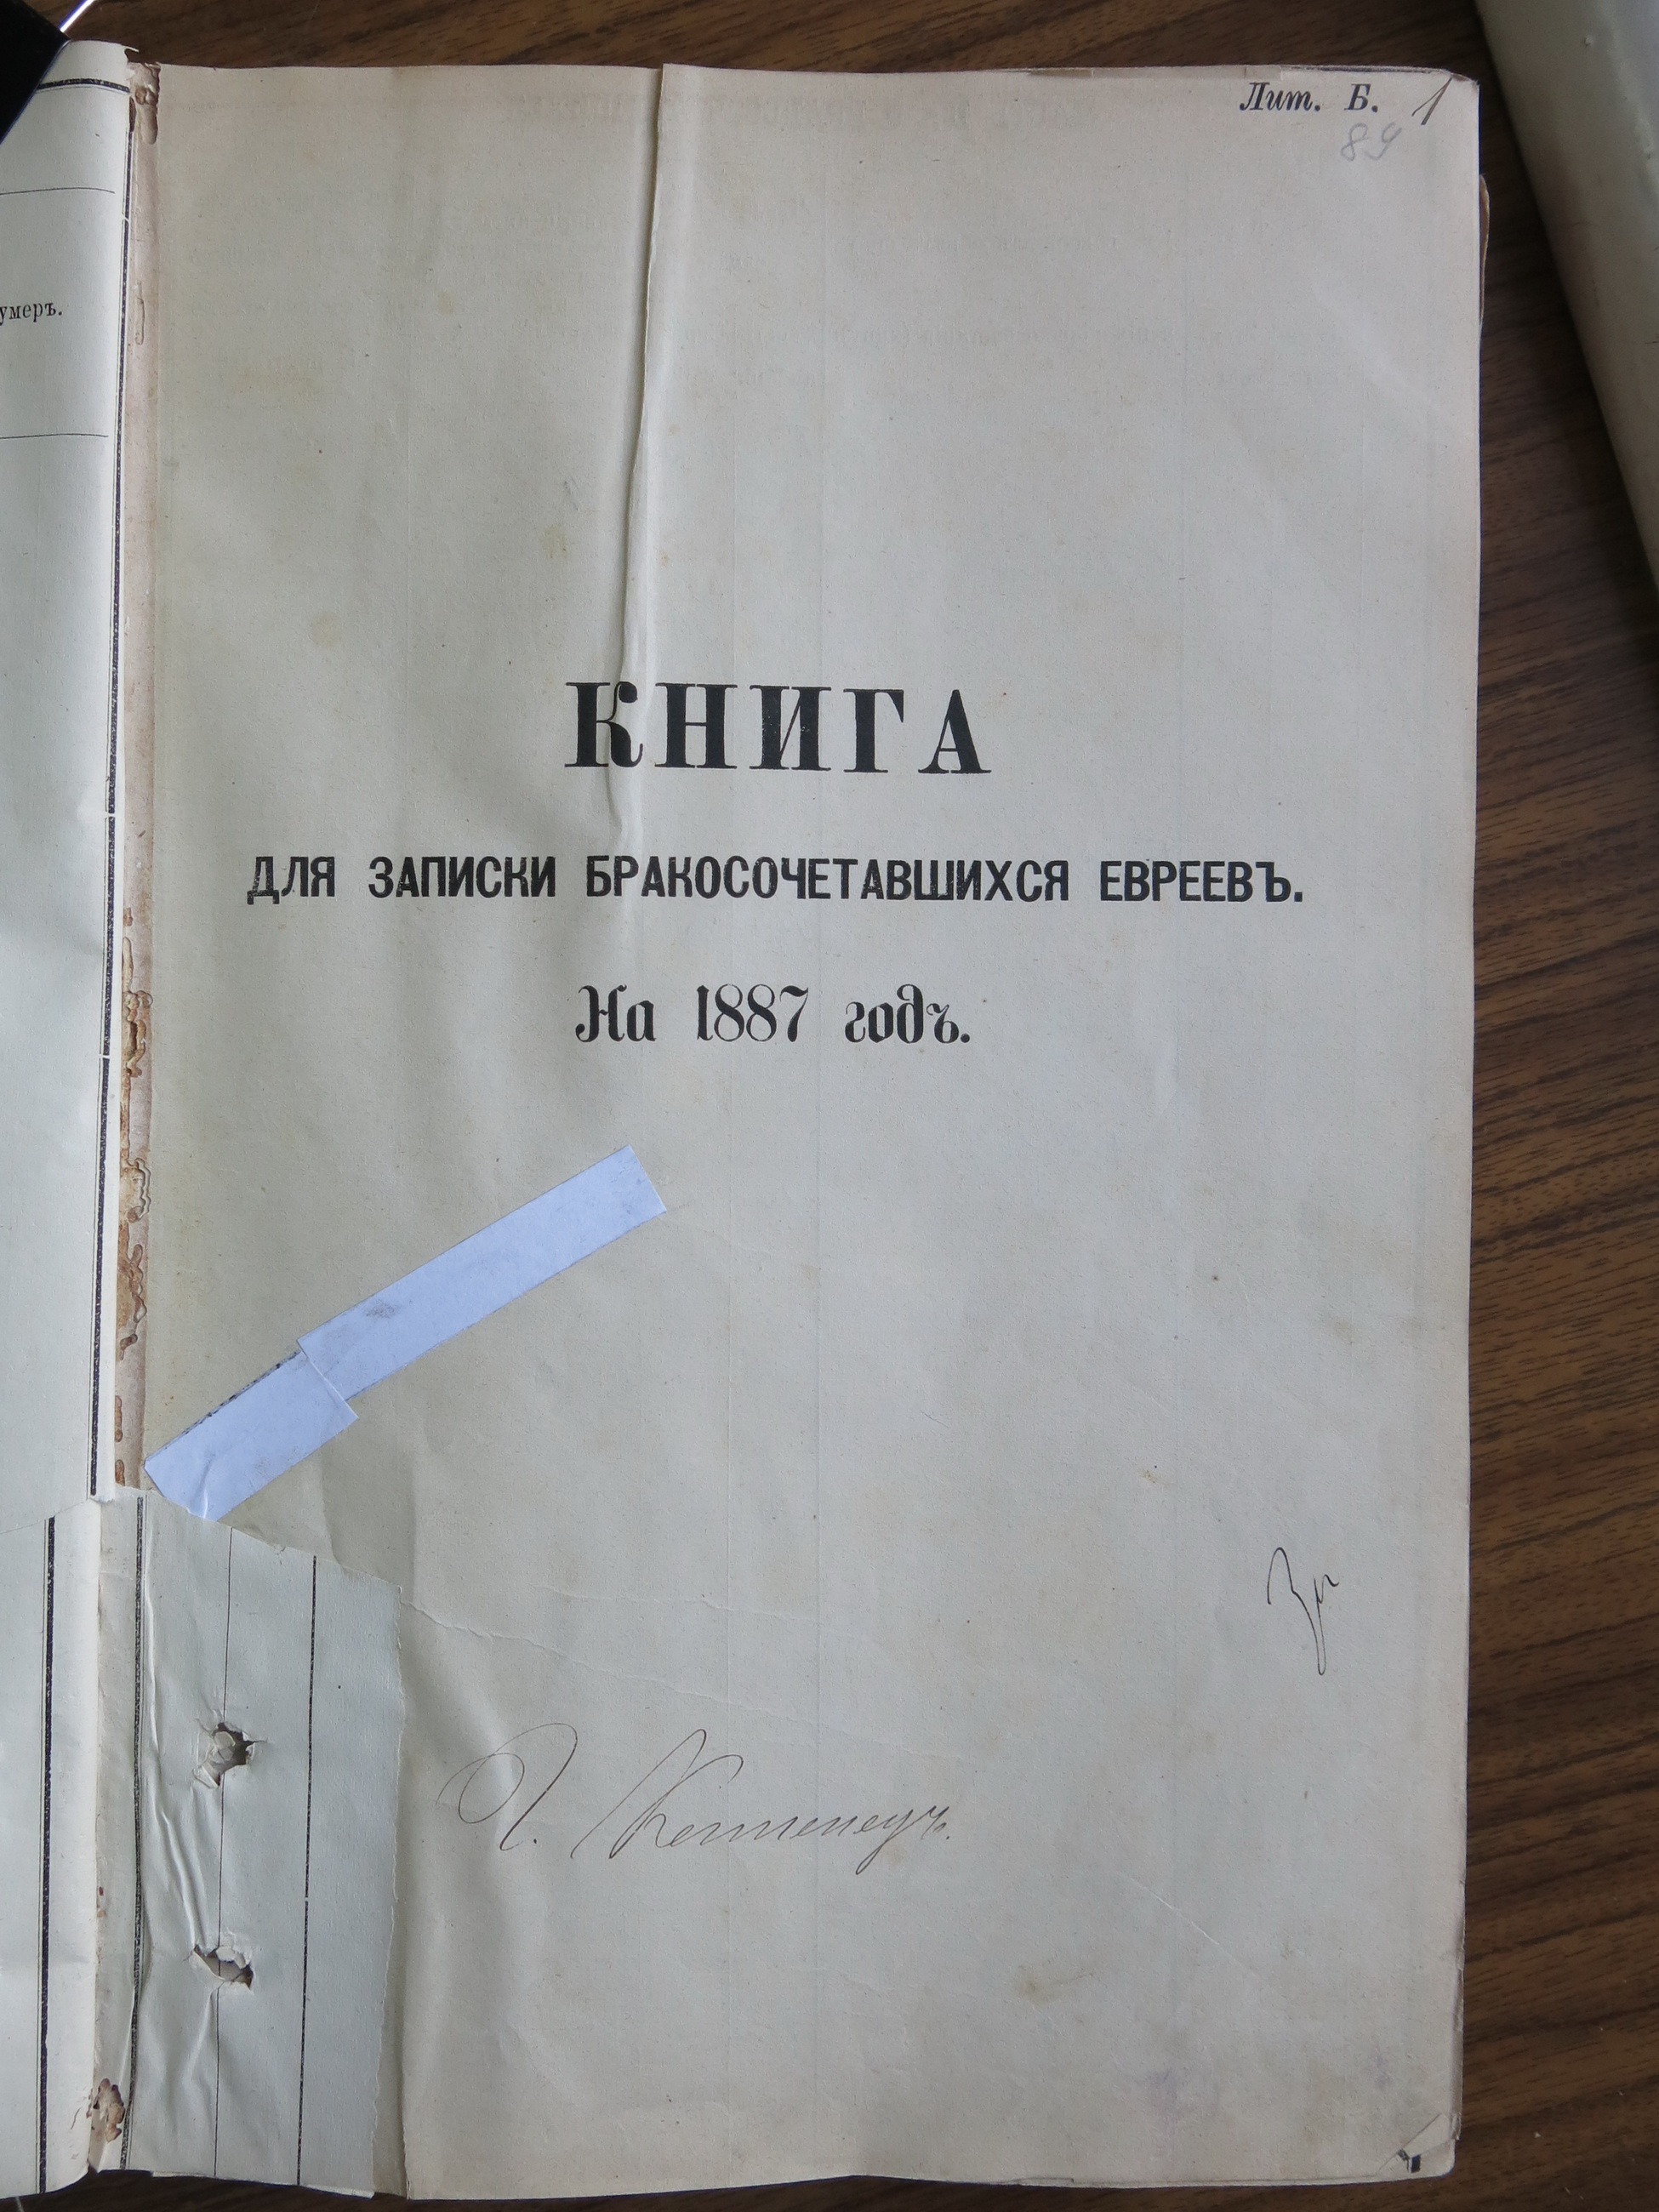 Лит. Б. 1
89
умеръ.
КНИГА
ДЛЯ ЗАПИСКИ БРАКОСОЧЕТАВШИХСЯ ЕВРЕЕВЪ.
На 1887 годъ.